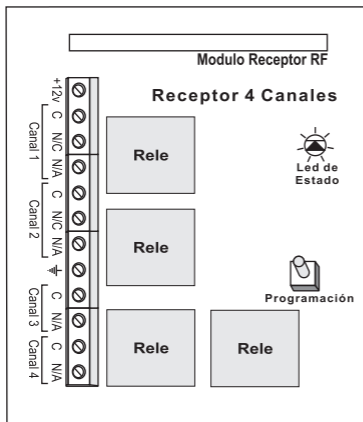 Modulo Receptor RF
Receptor 4 Canales
+12v
C
N/C
N/A
Canal 1
C
N/C
N/A
Canal 2
C
N/A
Canal 3
C
N/A
Canal 4
Rele
Rele
Rele
Rele
Led de
Estado
Programación